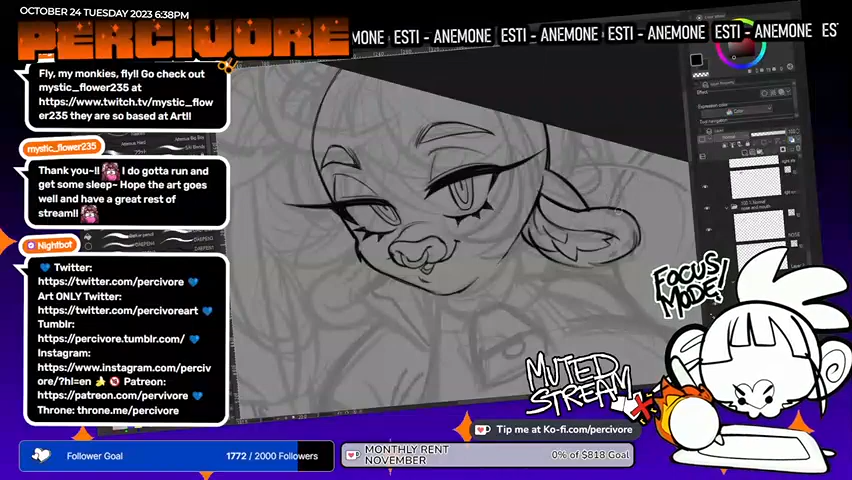 OCTOBER 24 TUESDAY 2023 6:38PM
PERCIVORE
EMONE ESTI - ANEMONE ESTI - ANEMONE ESTI - ANEMONE ESTI - ANEMONE ES
Fly, my monkies, fly!! Go check out
mystic_flower235 at
https://www.twitch.tv/mystic_flow
er235 they are so based at Art!!
mystic_flower235
Thank you~!! I do gotta run and
get some sleep~ Hope the art goes
well and have a great rest of
stream!!
Nightbot
Twitter:
https://twitter.com/percivore
Art ONLY Twitter:
https://twitter.com/percivoreart
Tumblr:
https://percivore.tumblr.com/
Instagram:
https://www.instagram.com/perciv
ore/?hl=en Patreon:
https://patreon.com/pervivore
Throne: throne.me/percivore
FOCUS
MODE!
MUTED
STREAM
Tip me at Ko-fi.com/percivore
Follower Goal 1772 / 2000 Followers
MONTHLY RENT
NOVEMBER 0% of $818 Goal